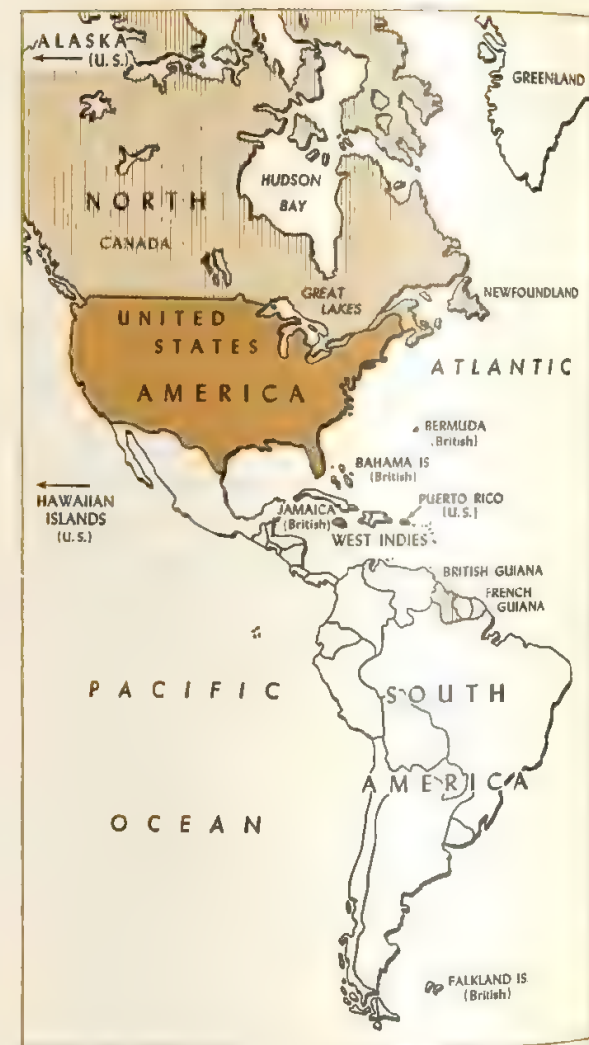 ALASKA
(U.S.)
GREENLAND
HUDSON
BAY
NORTH
CANADA
GREAT
LAKES
NEWFOUNDLAND
UNITED
STATES
ATLANTIC
AMERICA
BERMUDA
(British)
BAHAMA IS
(British)
HAWAIIAN
ISLANDS
(U.S.)
JAMAICA
(British)
PUERTO RICO
(U.S.)
WEST INDIES
BRITISH GUIANA
FRENCH
GUIANA
PACIFIC
SOUTH
AMERICA
OCEAN
FALKLAND IS
(British)